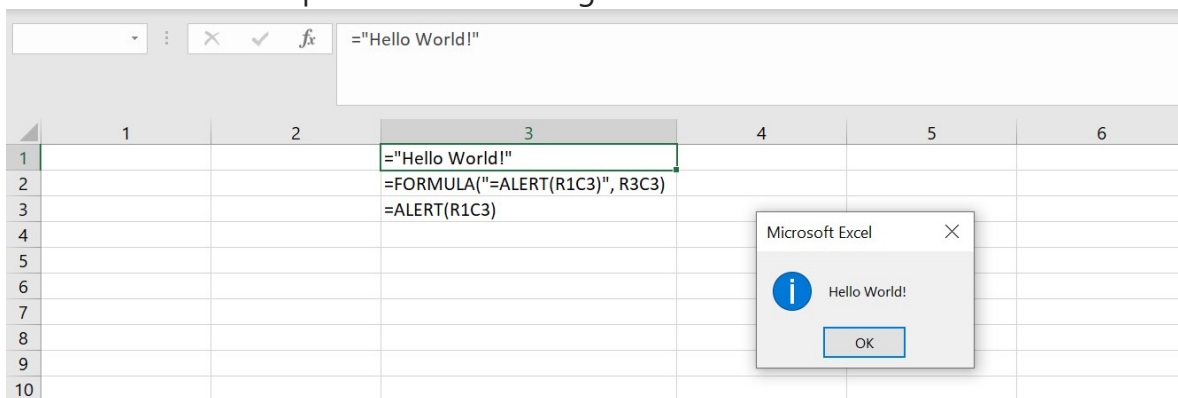 fx ="Hello World!"
1 2 3 4 5 6
1 ="Hello World!"
2 =FORMULA("=ALERT(R1C3)", R3C3)
3 =ALERT(R1C3)
4
Microsoft Excel
5
6
Hello World!
7
8
OK
9
10